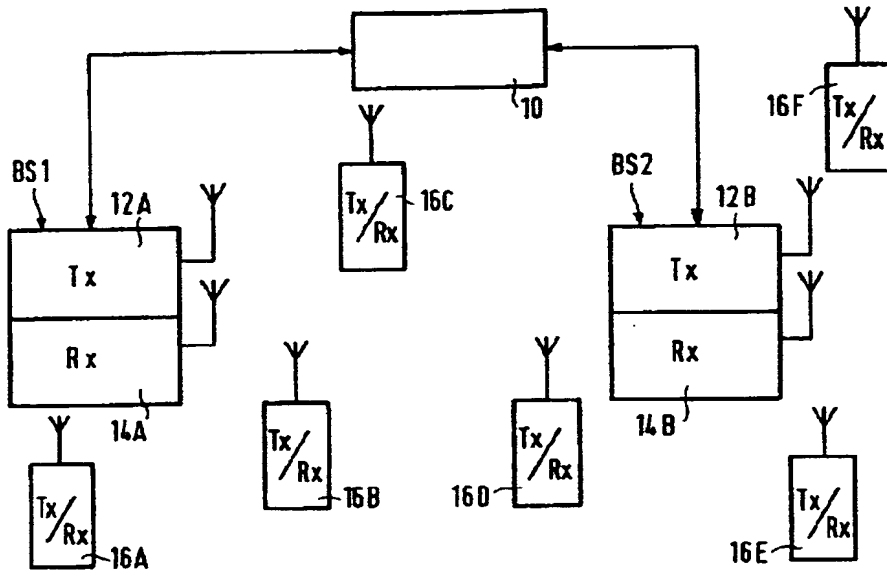 10
16F
Tx/Rx
BS1
12A
Tx/Rx
16C
BS2
12B
Tx
Tx
Rx
Rx
14A
14B
Tx/Rx
16B
Tx/Rx
16D
Tx/Rx
16A
Tx/Rx
16E